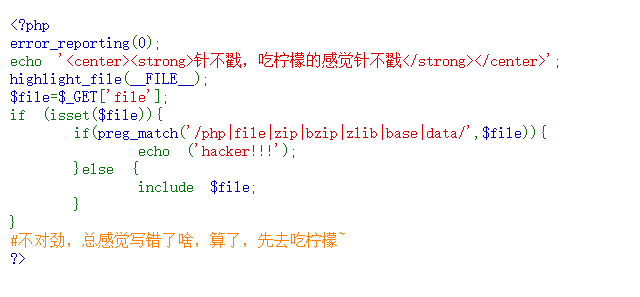 <?php
error_reporting(0);
echo '<center><strong>针不戳，吃柠檬的感觉针不戳</strong></center>';
highlight_file(__FILE__);
$file=$_GET['file'];
if (isset($file)){
        if(preg_match('/php|file|zip|bzip|zlib|base|data/',$file)){
                echo ('hacker!!!');
        }else {
                include $file;
        }
}
#不对劲，总感觉写错了啥，算了，先去吃柠檬~
?>